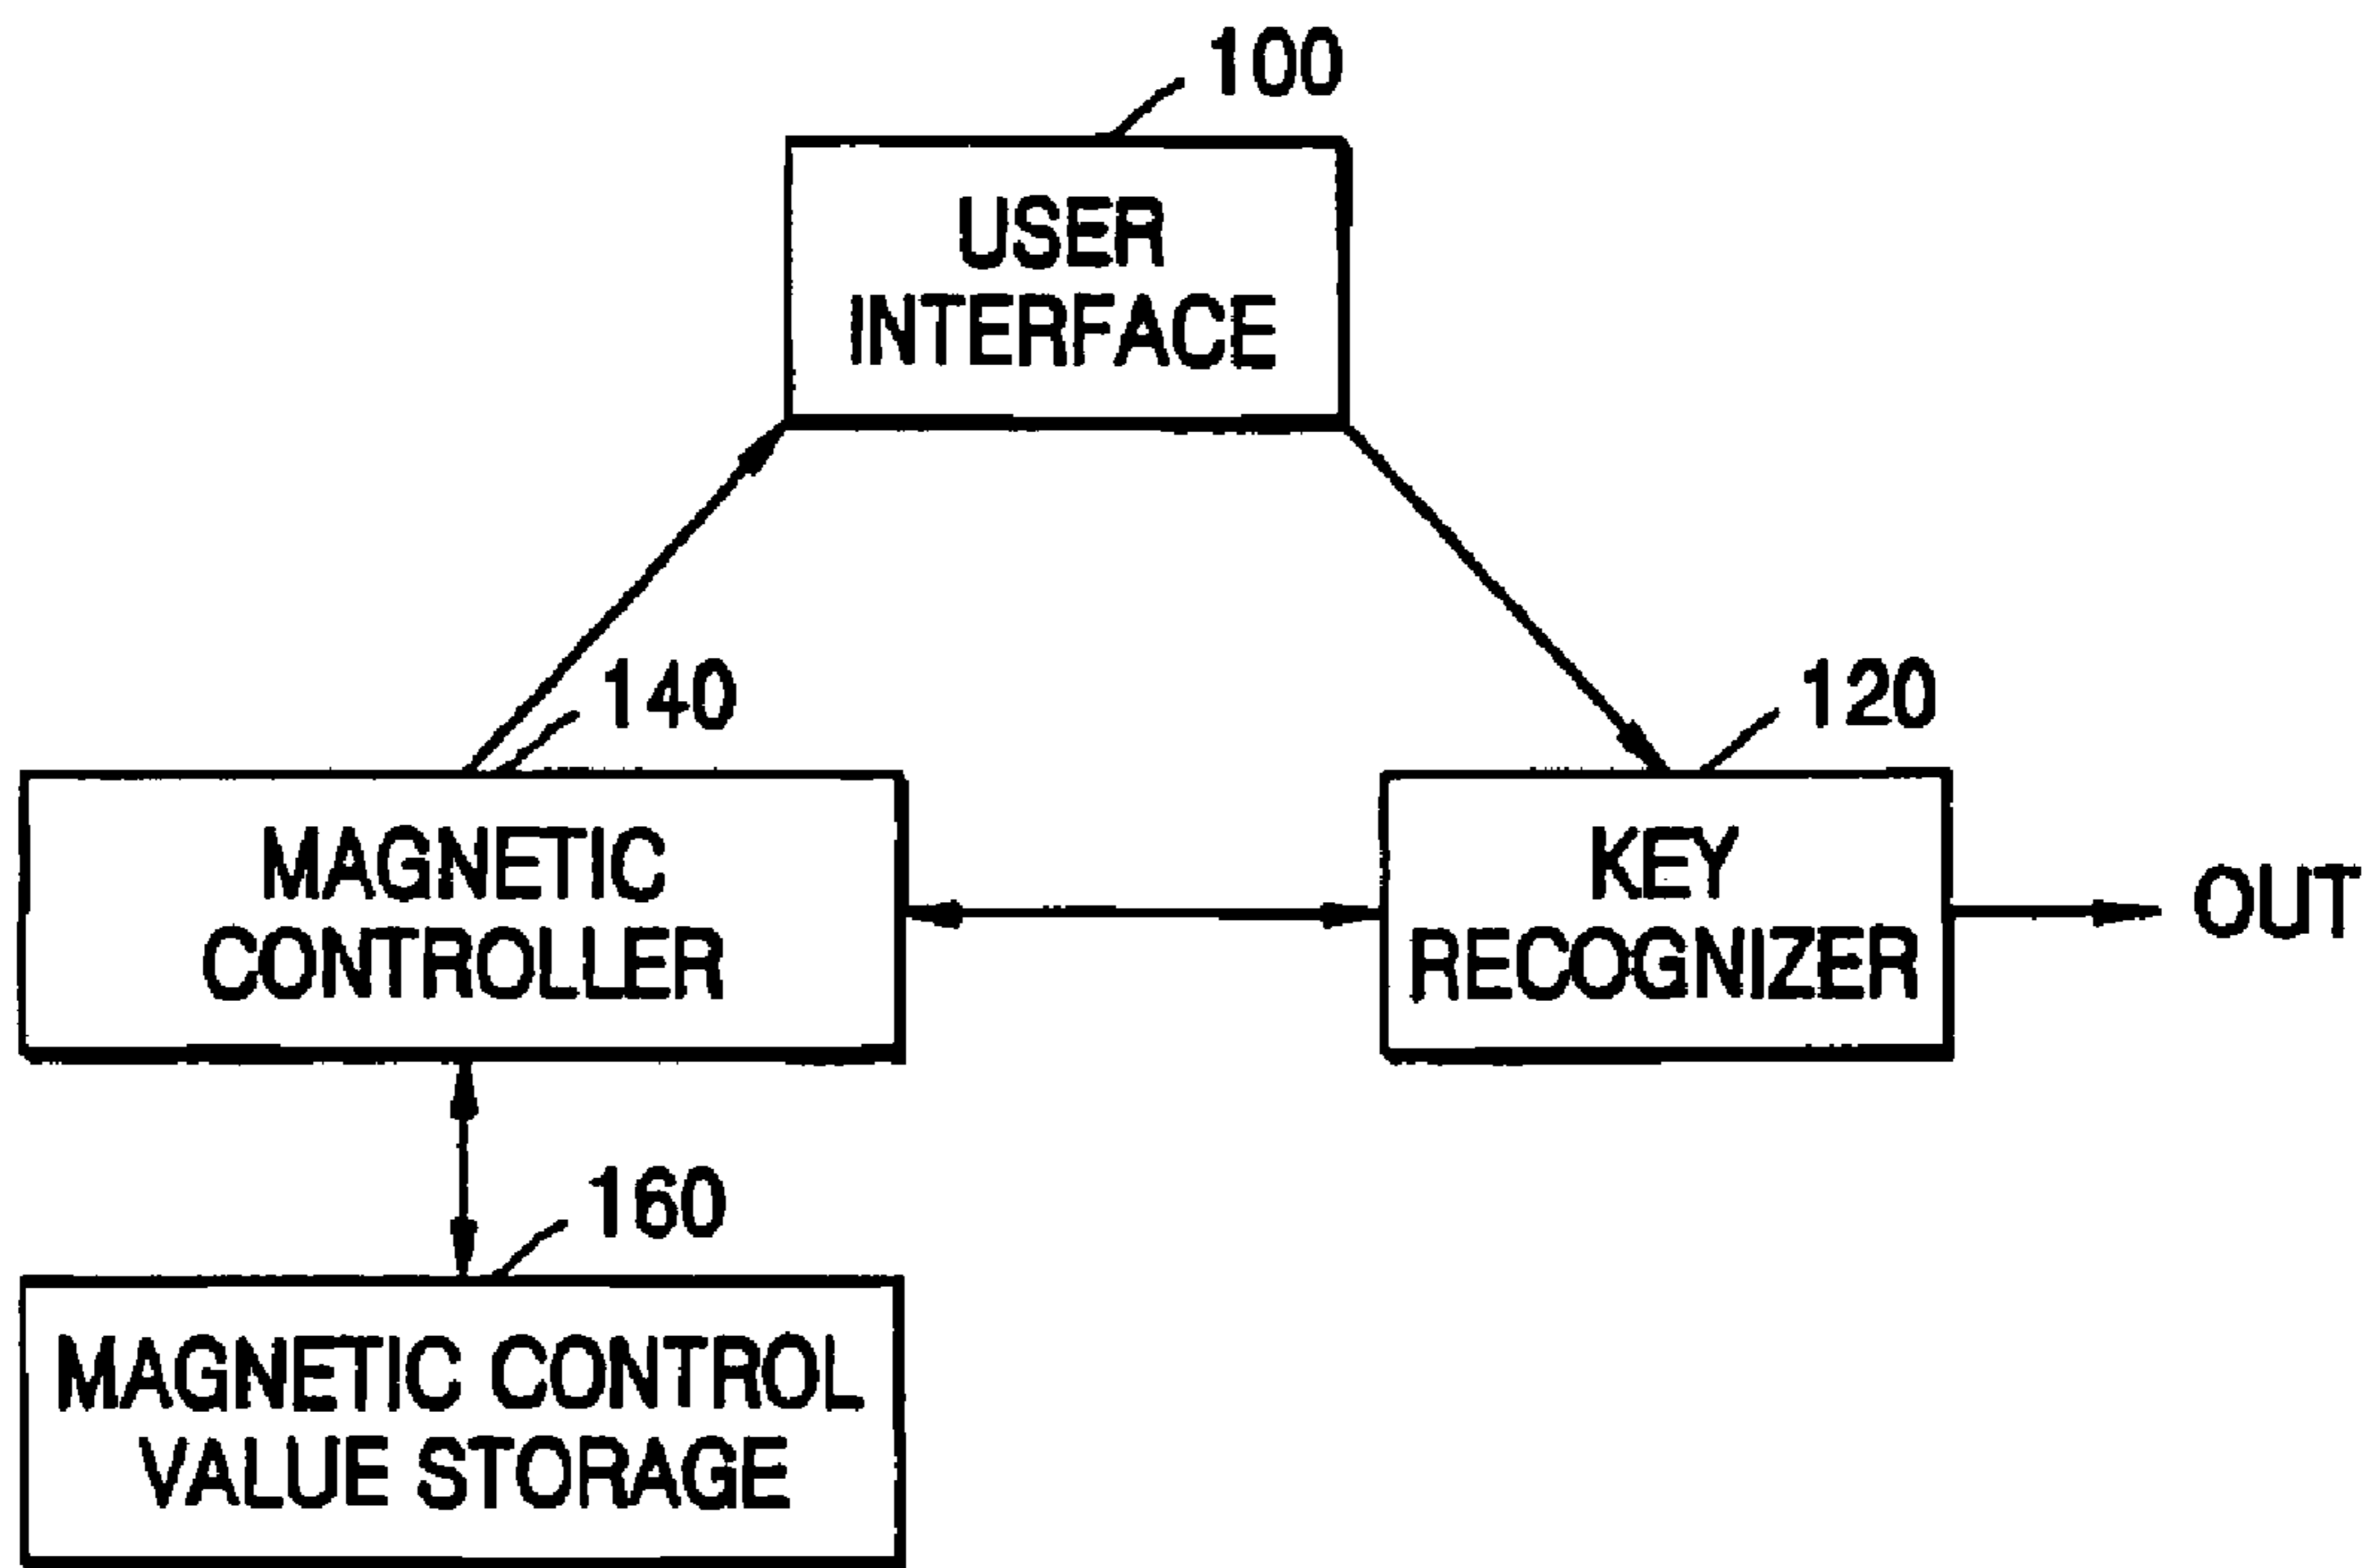 100
USER
INTERFACE
140
120
MAGNETIC
CONTROLLER
KEY
RECOGNIZER
OUT
160
MAGNETIC CONTROL
VALUE STORAGE